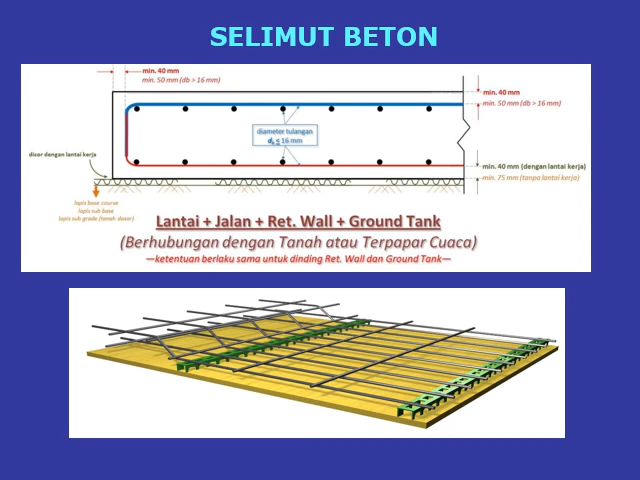 SELIMUT BETON
min. 40 mm
min. 50 mm (db > 16 mm)
min. 40 mm
min. 50 mm (db > 16 mm)
diameter tulangan
db ≤ 16 mm
dicor dengan lantai kerja
min. 40 mm (dengan lantai kerja)
min. 75 mm (tanpa lantai kerja)
lapis base course
lapis sub base
lapis sub grade (tanah dasar)
Lantai + Jalan + Ret. Wall + Ground Tank
(Berhubungan dengan Tanah atau Terpapar Cuaca)
—ketentuan berlaku sama untuk dinding Ret. Wall dan Ground Tank—